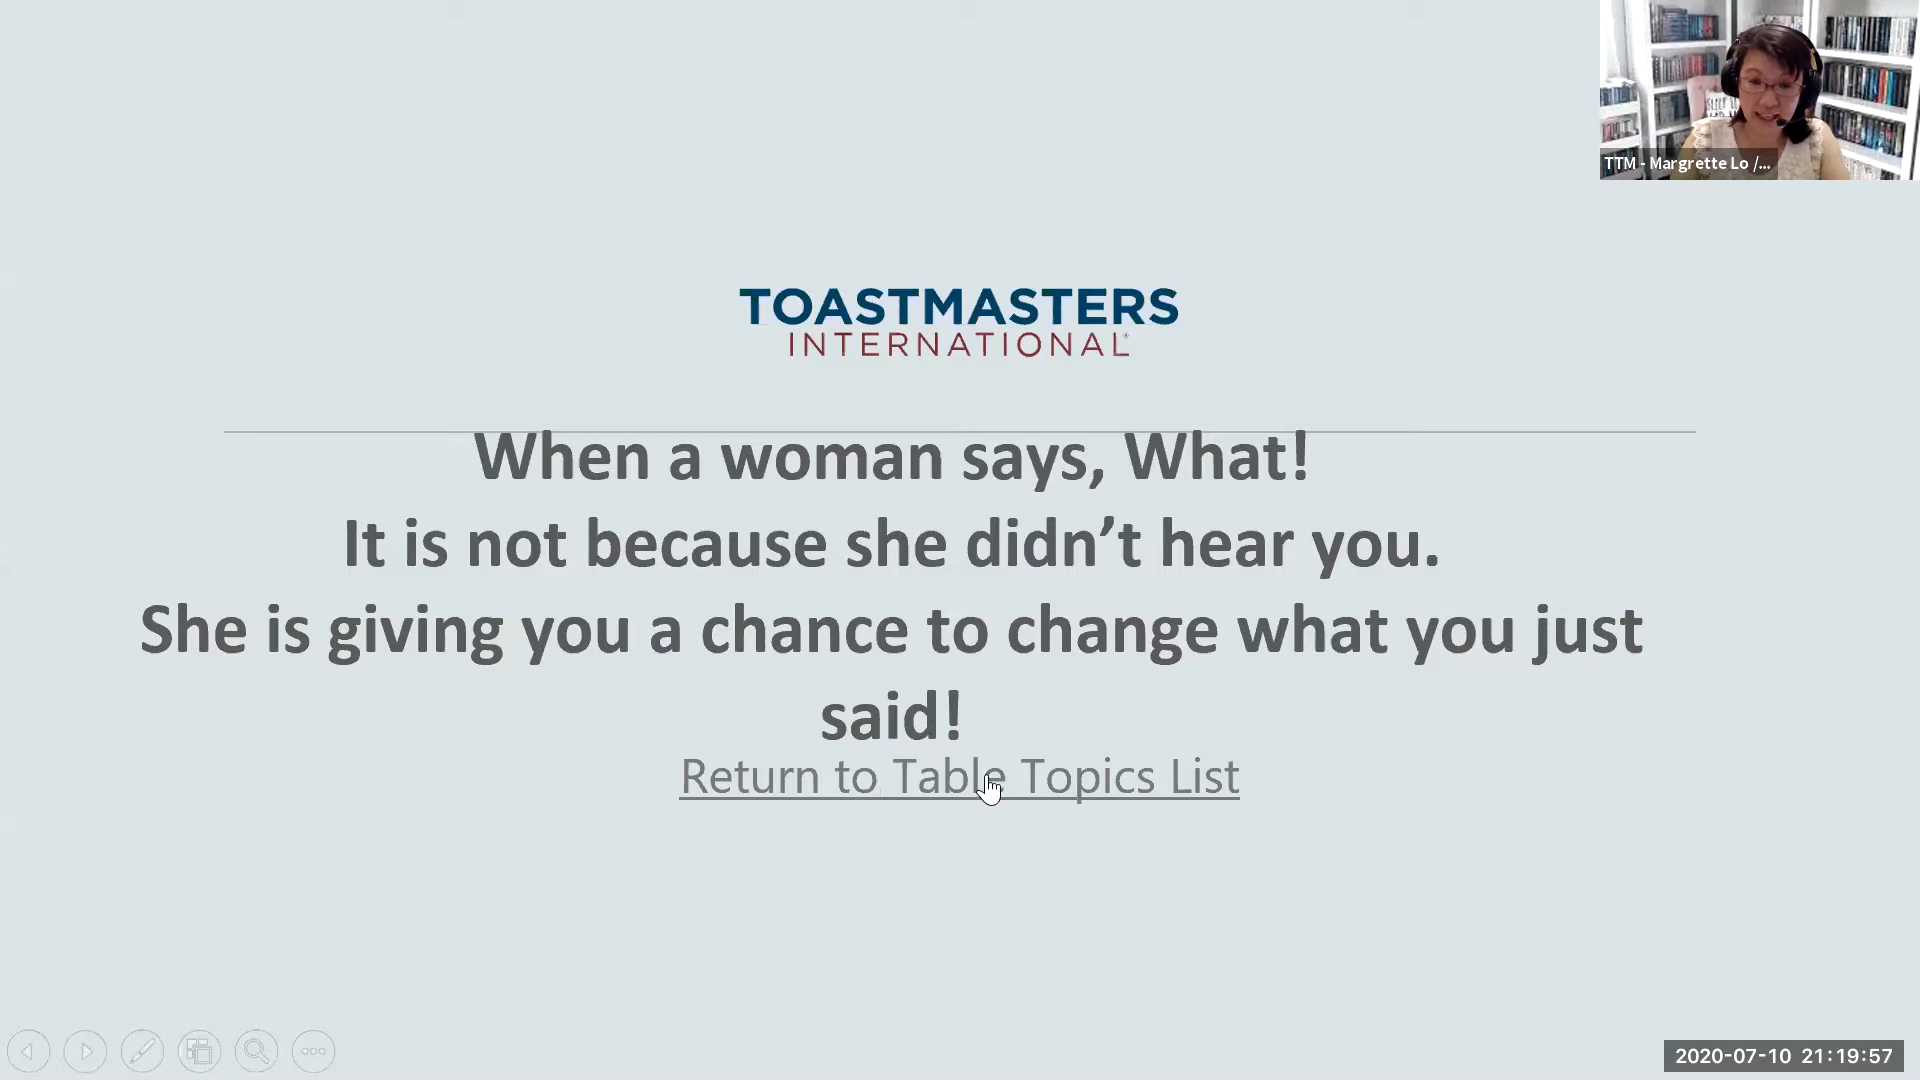 TTM - Margrette Lo /...
TOASTMASTERS
INTERNATIONAL
When a woman says, What!
It is not because she didn’t hear you.
She is giving you a chance to change what you just
said!
Return to Table Topics List
2020-07-10 21:19:57